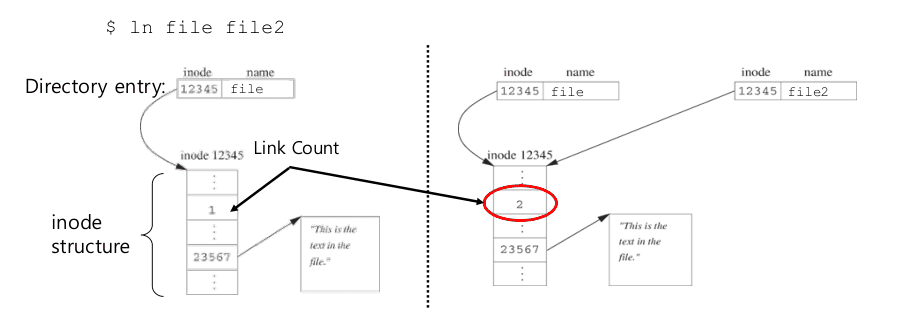 $ ln file file2
inode name
Directory entry: 12345 file
inode 12345
Link Count
1
inode
structure
23567
"This is the
text in the
file."
inode name
12345 file
inode name
12345 file2
inode 12345
2
23567
"This is the
text in the
file."